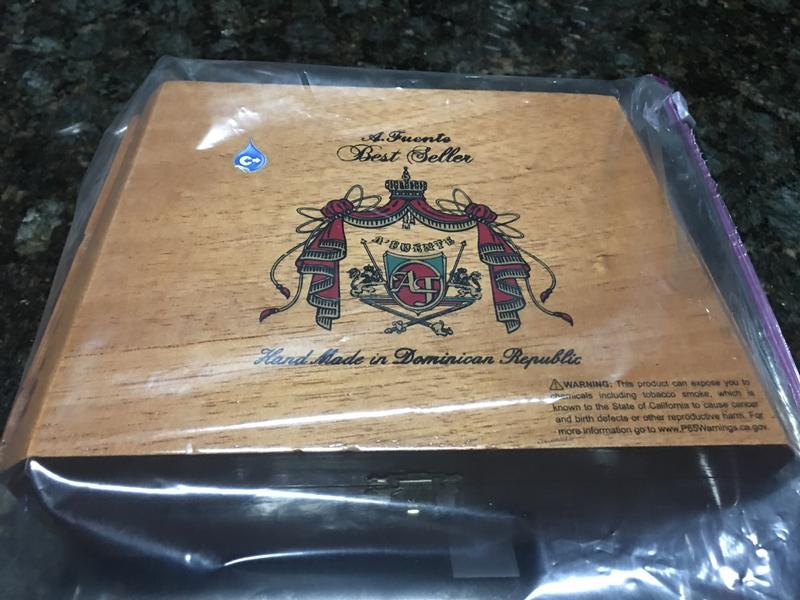 A. Fuente
Best Seller
A. FUENTE
AF
Hand Made in Dominican Republic
WARNING: This product can expose you to
chemicals including tobacco smoke, which is
known to the State of California to cause cancer
and birth defects or other reproductive harm. For
more information go to www.P65Warnings.ca.gov.